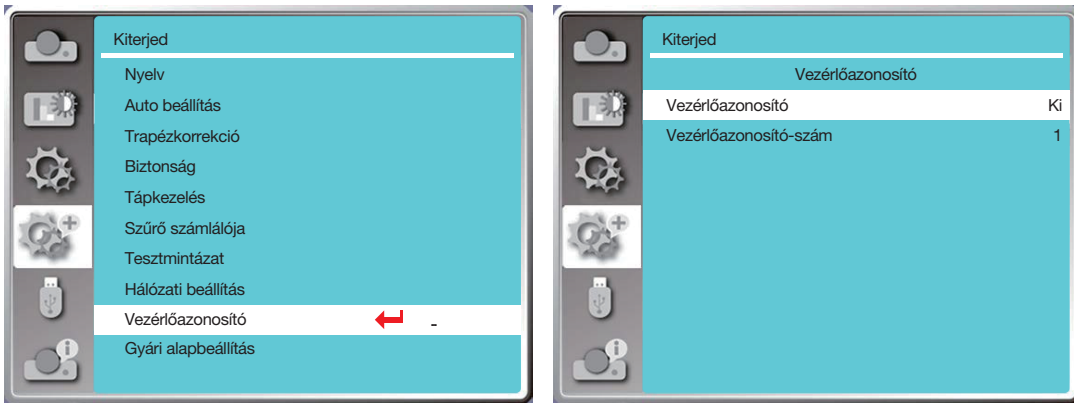 Kiterjed
Nyelv
Auto beállítás
Trapézkorrekció
Biztonság
Tápkezelés
Szűrő számlálója
Tesztmintázat
Hálózati beállítás
Vezérlőazonosító -
Gyári alapbeállítás
Kiterjed
Vezérlőazonosító
Vezérlőazonosító Ki
Vezérlőazonosító-szám 1